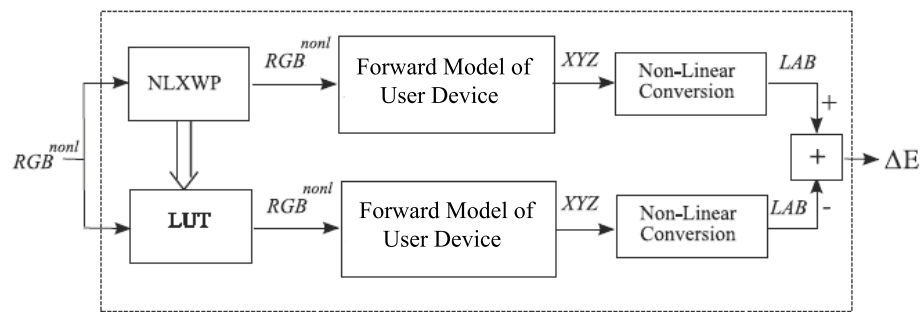 RGB^nonl
NLXWP
RGB^nonl
Forward Model of
User Device
XYZ
Non-Linear
Conversion
LAB
+
+
ΔE
LUT
RGB^nonl
Forward Model of
User Device
XYZ
Non-Linear
Conversion
LAB
-